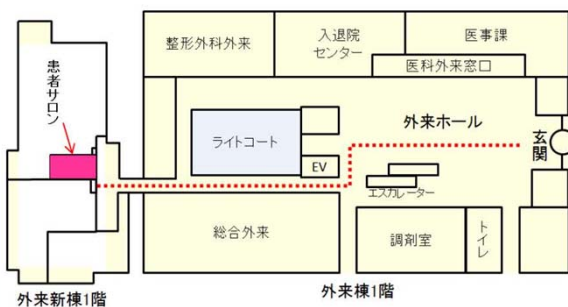 整形外科外来
入退院
センター
医事課
医科外来窓口
患者サロン
ライトコート
外来ホール
玄関
EV
エスカレーター
総合外来
調剤室
トイレ
外来新棟1階
外来棟1階